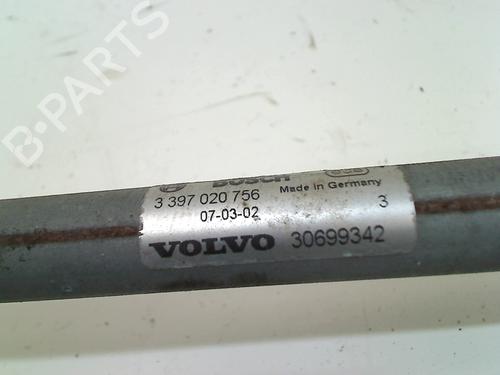 B-PARTS
BOSCH
3 397 020 756
Made in Germany
07-03-02
3
VOLVO 30699342